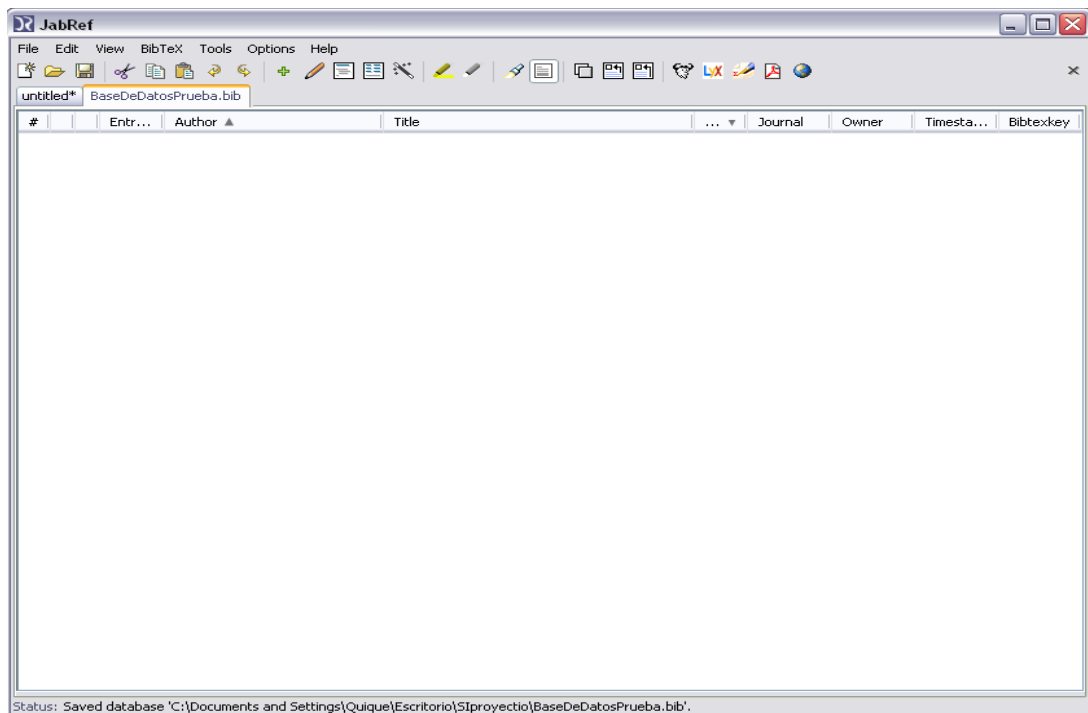 JabRef
File Edit View BibTeX Tools Options Help
untitled* BaseDeDatosPrueba.bib
# Entr... Author Title ... Journal Owner Timesta... Bibtexkey
Status: Saved database 'C:\Documents and Settings\Quique\Escritorio\SIproyectio\BaseDeDatosPrueba.bib'.